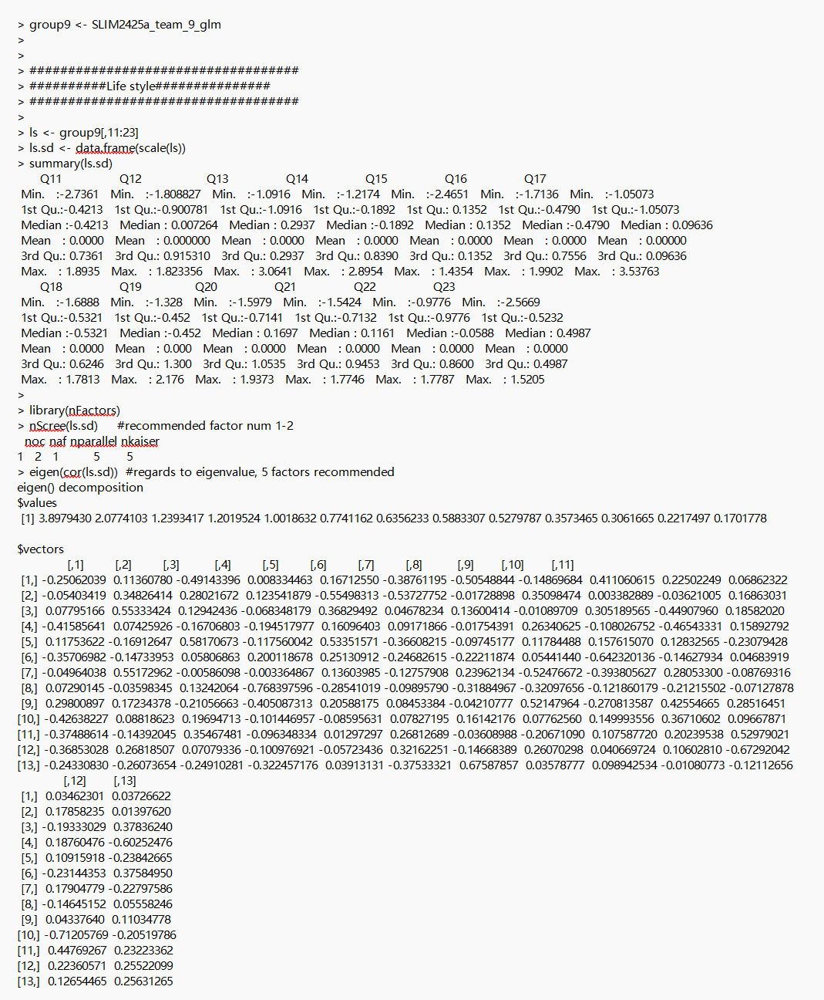 > group9 <- SLIM2425a_team_9_glm
>
>
> ###################################
> ##########Life style###############
> ###################################
>
> ls <- group9[,11:23]
> ls.sd <- data.frame(scale(ls))
> summary(ls.sd)
Q11 Q12 Q13 Q14 Q15 Q16 Q17
Min. :-2.7361 Min. :-1.808827 Min. :-1.0916 Min. :-1.2174 Min. :-2.4651 Min. :-1.7136 Min. :-1.05073
1st Qu.:-0.4213 1st Qu.:-0.900781 1st Qu.:-1.0916 1st Qu.:-0.1892 1st Qu.: 0.1352 1st Qu.:-0.4790 1st Qu.:-1.05073
Median :-0.4213 Median : 0.007264 Median : 0.2937 Median :-0.1892 Median : 0.1352 Median :-0.4790 Median : 0.09636
Mean : 0.0000 Mean : 0.000000 Mean : 0.0000 Mean : 0.0000 Mean : 0.0000 Mean : 0.0000 Mean : 0.00000
3rd Qu.: 0.7361 3rd Qu.: 0.915310 3rd Qu.: 0.2937 3rd Qu.: 0.8390 3rd Qu.: 0.1352 3rd Qu.: 0.7556 3rd Qu.: 0.09636
Max. : 1.8935 Max. : 1.823356 Max. : 3.0641 Max. : 2.8954 Max. : 1.4354 Max. : 1.9902 Max. : 3.53763
Q18 Q19 Q20 Q21 Q22 Q23
Min. :-1.6888 Min. :-1.328 Min. :-1.5979 Min. :-1.5424 Min. :-0.9776 Min. :-2.5669
1st Qu.:-0.5321 1st Qu.:-0.452 1st Qu.:-0.7141 1st Qu.:-0.7132 1st Qu.:-0.9776 1st Qu.:-0.5232
Median :-0.5321 Median :-0.452 Median : 0.1697 Median : 0.1161 Median :-0.0588 Median : 0.4987
Mean : 0.0000 Mean : 0.000 Mean : 0.0000 Mean : 0.0000 Mean : 0.0000 Mean : 0.0000
3rd Qu.: 0.6246 3rd Qu.: 1.300 3rd Qu.: 1.0535 3rd Qu.: 0.9453 3rd Qu.: 0.8600 3rd Qu.: 0.4987
Max. : 1.7813 Max. : 2.176 Max. : 1.9373 Max. : 1.7746 Max. : 1.7787 Max. : 1.5205
>
> library(nFactors)
> nScree(ls.sd) #recommended factor num 1-2
noc naf nparallel nkaiser
1 2 1 5 5
> eigen(cor(ls.sd)) #regards to eigenvalue, 5 factors recommended
eigen() decomposition
$values
[1] 3.8979430 2.0774103 1.2393417 1.2019524 1.0018632 0.7741162 0.6356233 0.5883307 0.5279787 0.3573465 0.3061665 0.2217497 0.1701778

$vectors
[,1] [,2] [,3] [,4] [,5] [,6] [,7] [,8] [,9] [,10] [,11]
[1,] -0.25062039 0.11360780 -0.49143396 0.008334463 0.16712550 -0.38761195 -0.50548844 -0.14869684 0.411060615 0.22502249 0.06862322
[2,] -0.05403419 0.34826414 0.28021672 0.123541879 -0.55498313 -0.53727752 -0.01728898 0.35098474 0.003382889 -0.03621005 0.16863031
[3,] 0.07795166 0.55333424 0.12942436 -0.068348179 0.36829492 0.04678234 0.13600414 -0.01089709 0.305189565 -0.44907960 0.18582020
[4,] -0.41585641 0.07425926 -0.16706803 -0.194517977 0.16096403 0.09171866 -0.01754391 0.26340625 -0.108026752 -0.46543331 0.15892792
[5,] 0.11753622 -0.16912647 0.58170673 -0.117560042 0.53351571 -0.36608215 -0.09745177 0.11784488 0.157615070 0.12832565 -0.23079428
[6,] -0.35706982 -0.14733953 0.05806863 0.200118678 0.25130912 -0.24682615 -0.22211874 0.05441440 -0.642320136 -0.14627934 0.04683919
[7,] -0.04964038 0.55172962 -0.00586098 -0.003364867 0.13603985 -0.12757908 0.23962134 -0.52476672 -0.393805627 0.28053300 -0.08769316
[8,] 0.07290145 -0.03598345 0.13242064 -0.768397596 -0.28541019 -0.09895790 -0.31884967 -0.32097656 -0.121860179 -0.21215502 -0.07127878
[9,] 0.29800897 0.17234378 -0.21056663 -0.405087313 0.20588175 0.08453384 -0.04210777 0.52147964 -0.270813587 0.42554665 0.28516451
[10,] -0.42638227 0.08818623 0.19694713 -0.101446957 -0.08595631 0.07827195 0.16142176 0.07762560 0.149993556 0.36710602 0.09667871
[11,] -0.37488614 -0.14392045 0.35467481 -0.096348334 0.01297297 0.26812689 -0.03608988 -0.20671090 0.107587720 0.20239538 0.52979021
[12,] -0.36853028 0.26818507 0.07079336 -0.100976921 -0.05723436 0.32162251 -0.14668389 0.26070298 0.040669724 0.10602810 -0.67292042
[13,] -0.24330830 -0.26073654 -0.24910281 -0.322457176 0.03913131 -0.37533321 0.67587857 0.03578777 0.098942534 -0.01080773 -0.12112656
[,12] [,13]
[1,] 0.03462301 0.03726622
[2,] 0.17858235 0.01397620
[3,] -0.19333029 0.37836240
[4,] 0.18760476 -0.60252476
[5,] 0.10915918 -0.23842665
[6,] -0.23144353 0.37584950
[7,] 0.17904779 -0.22797586
[8,] -0.14645152 0.05558246
[9,] 0.04337640 0.11034778
[10,] -0.71205769 -0.20519786
[11,] 0.44769267 0.23223362
[12,] 0.22360571 0.25522099
[13,] 0.12654465 0.25631265